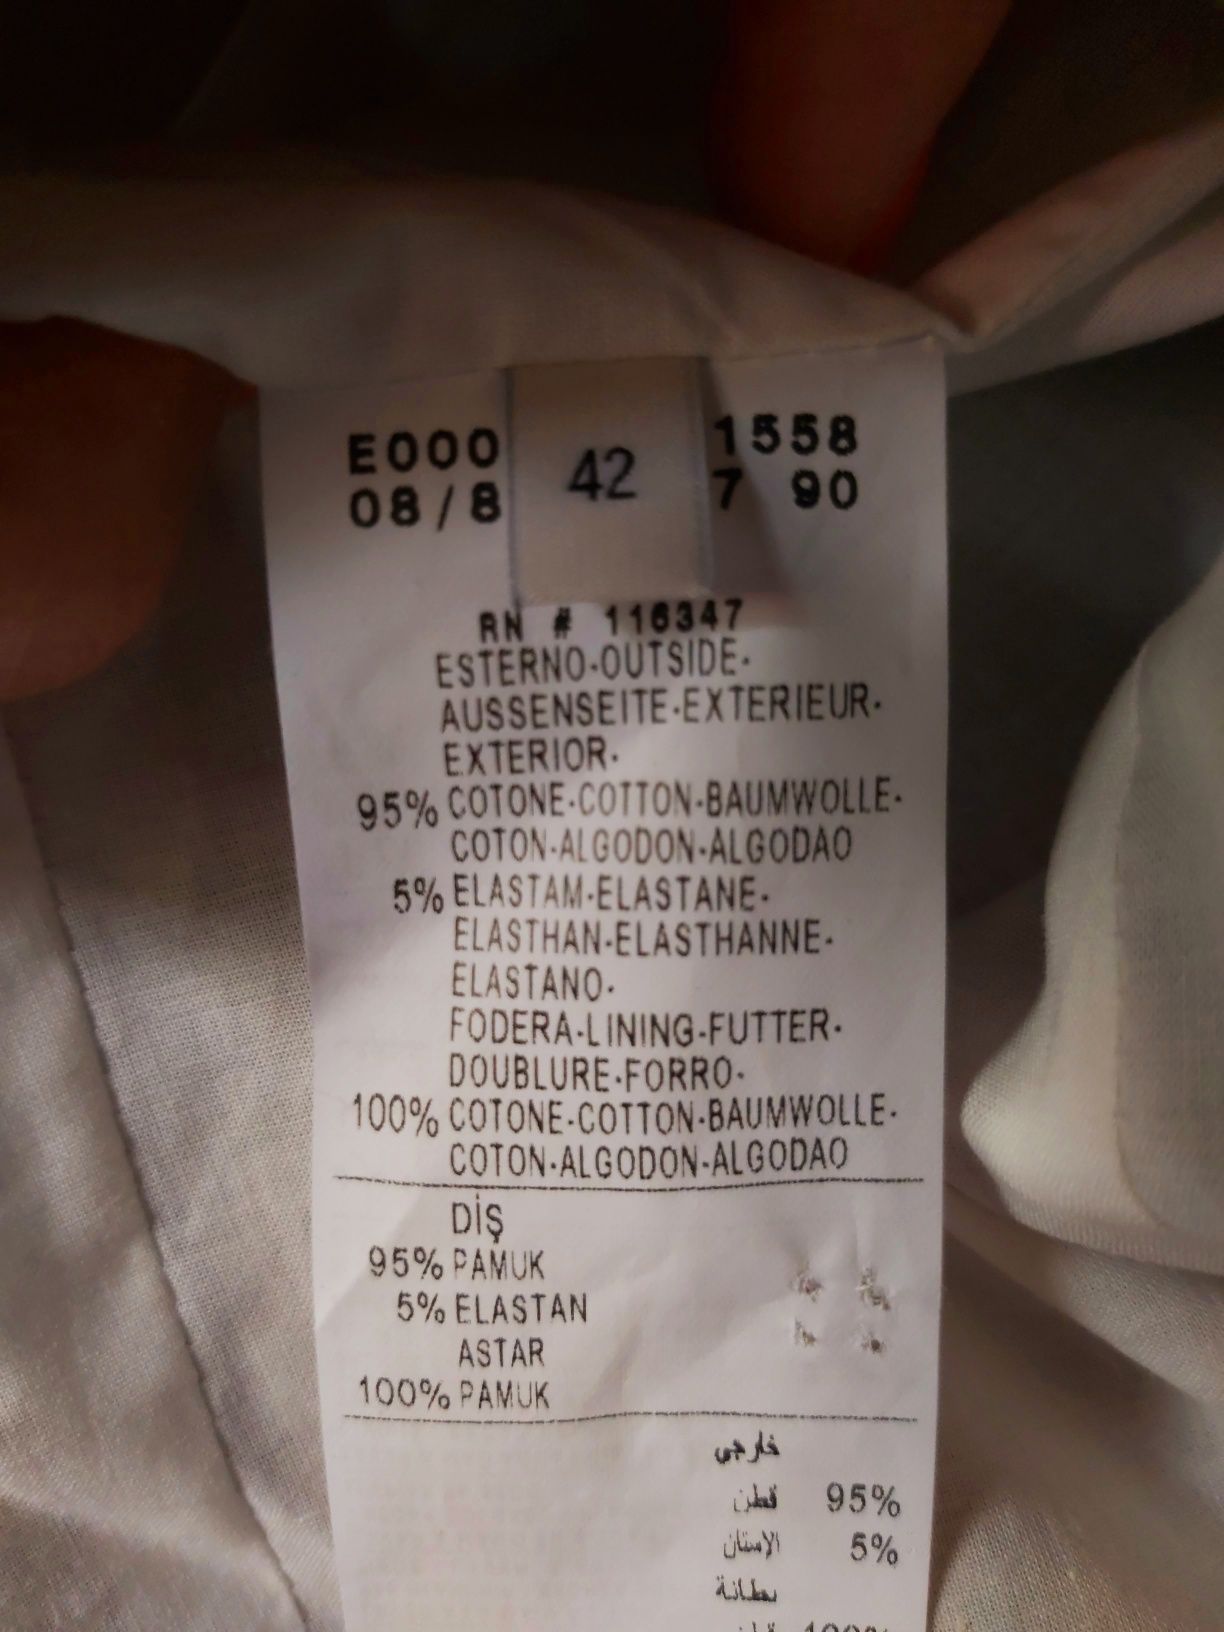 E000 42 1558
08/8 7 90
RN # 116347
ESTERNO-OUTSIDE-
AUSSENSEITE-EXTERIEUR-
EXTERIOR-
95% COTONE-COTTON-BAUMWOLLE-
COTON-ALGODON-ALGODAO
5% ELASTAM-ELASTANE-
ELASTHAN-ELASTHANNE-
ELASTANO-
FODERA-LINING-FUTTER-
DOUBLURE-FORRO-
100% COTONE-COTTON-BAUMWOLLE-
COTON-ALGODON-ALGODAO
DİŞ
95% PAMUK
5% ELASTAN
ASTAR
100% PAMUK
خارجى
قطن 95%
الاستان 5%
بطانة